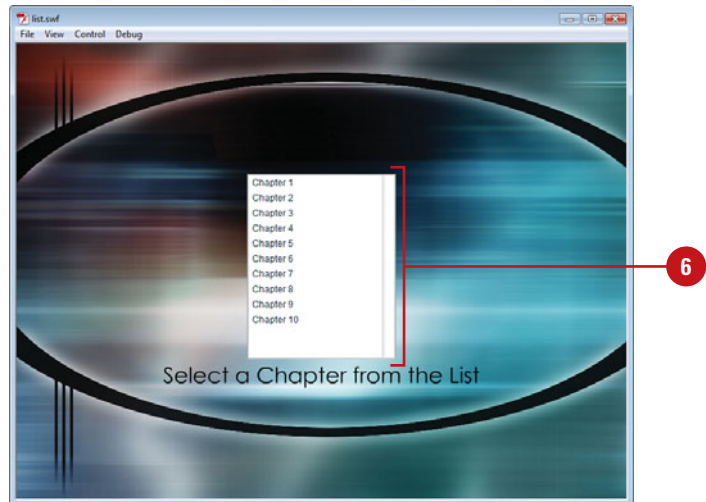 list.swf
File View Control Debug
Chapter 1
Chapter 2
Chapter 3
Chapter 4
Chapter 5
Chapter 6
Chapter 7
Chapter 8
Chapter 9
Chapter 10
6
Select a Chapter from the List